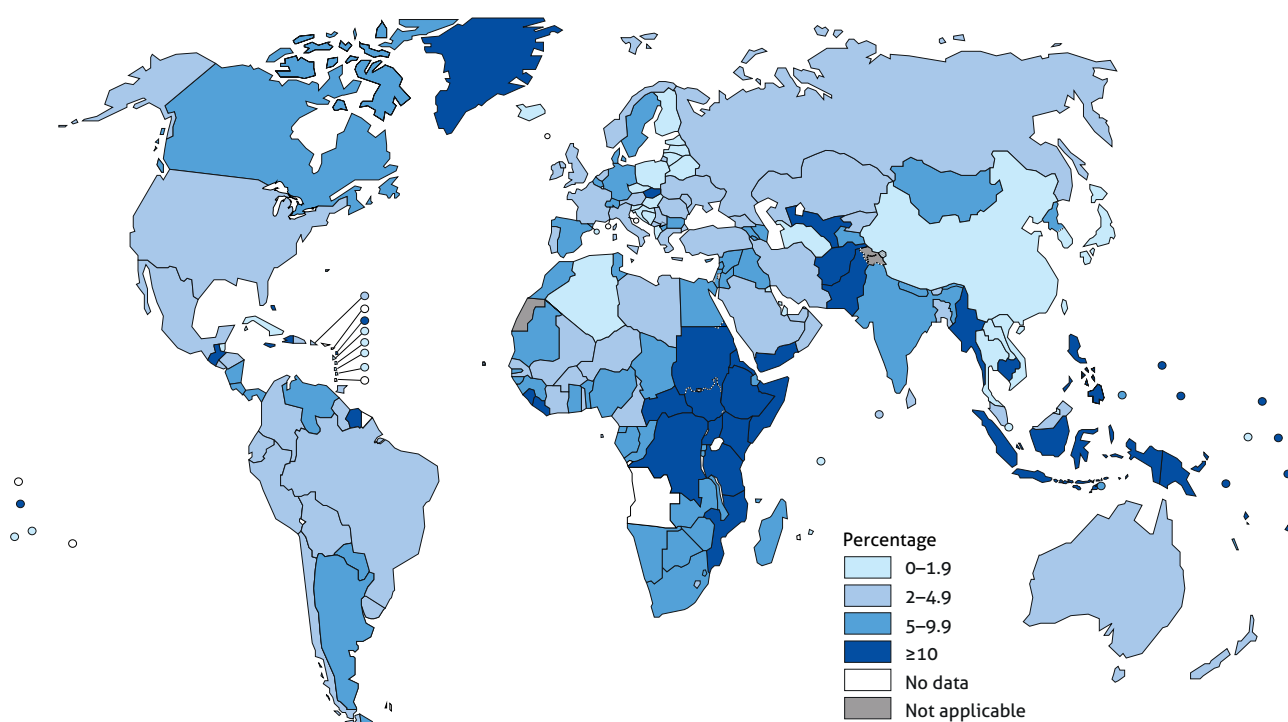 Percentage
0–1.9
2–4.9
5–9.9
≥10
No data
Not applicable